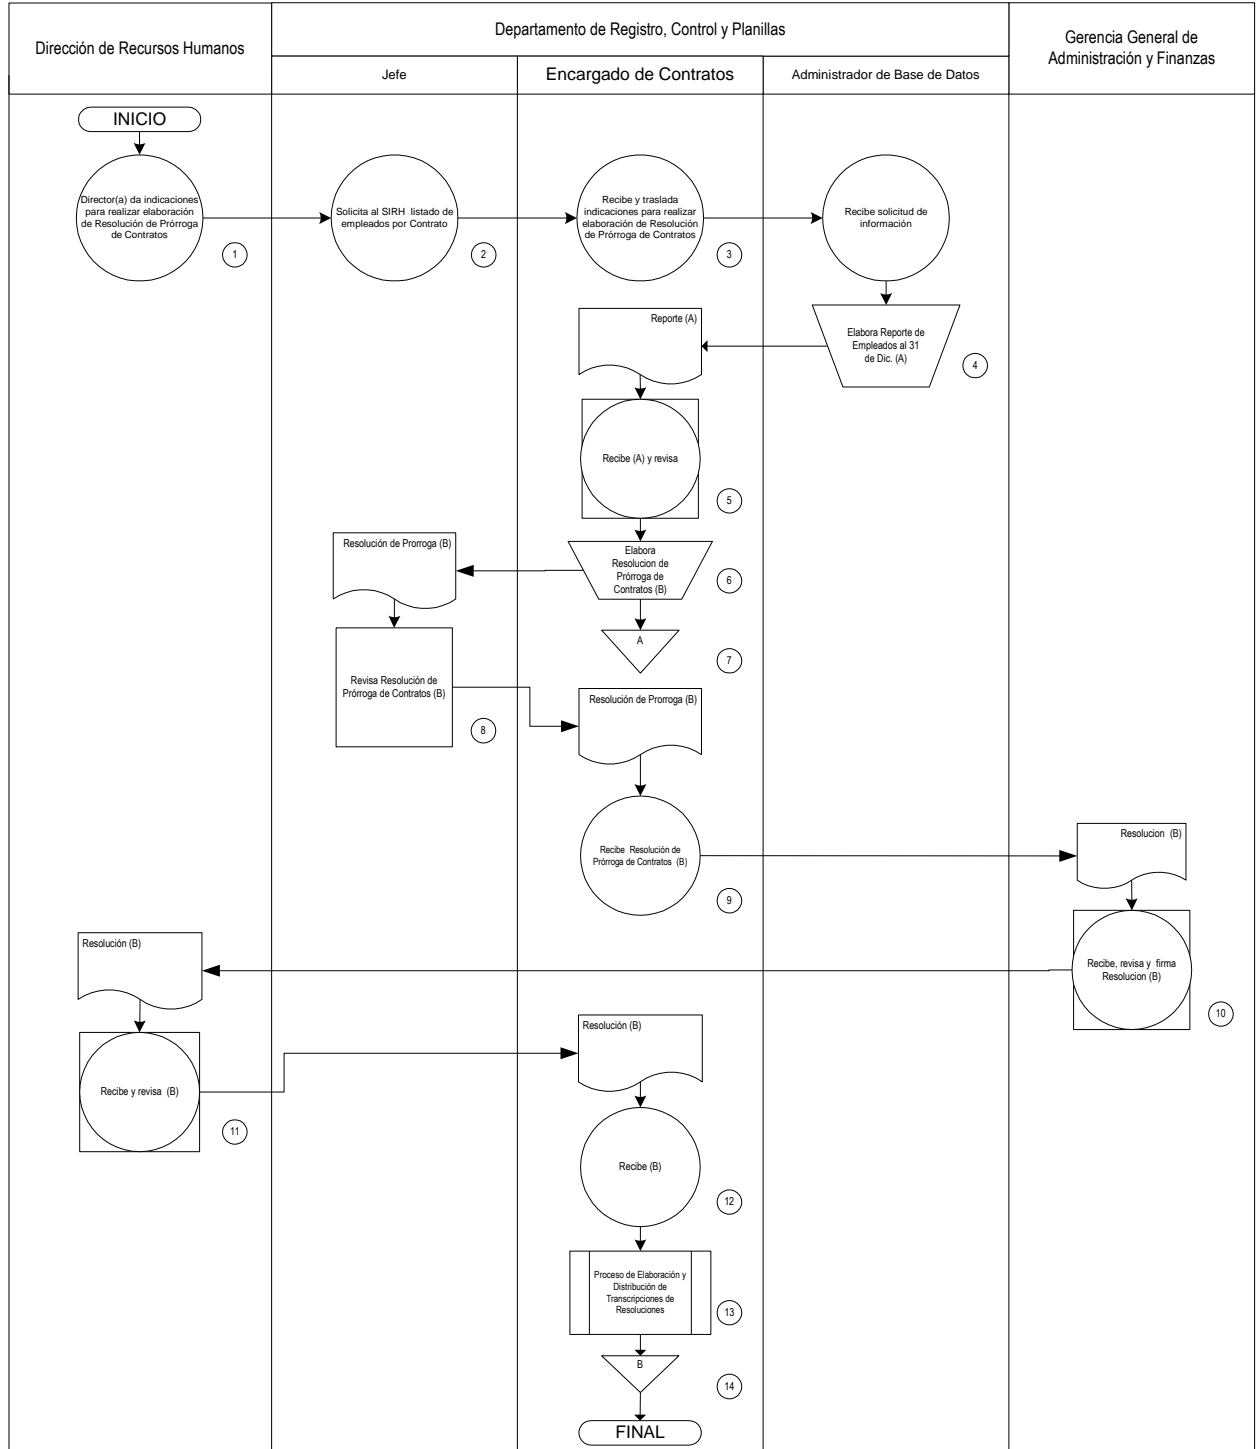 Dirección de Recursos Humanos
Departamento de Registro, Control y Planillas
Gerencia General de
Administración y Finanzas
Jefe
Encargado de Contratos
Administrador de Base de Datos
INICIO
Director(a) da indicaciones
para realizar elaboración
de Resolución de Prórroga
de Contratos
1
Solicita al SIRH listado de
empleados por Contrato
2
Recibe y traslada
indicaciones para realizar
elaboración de Resolución
de Prórroga de Contratos
3
Recibe solicitud de
información
Reporte (A)
Elabora Reporte de
Empleados al 31
de Dic. (A)
4
Recibe (A) y revisa
5
Resolución de Prorroga (B)
Elabora
Resolucion de
Prórroga de
Contratos (B)
6
A
7
Revisa Resolución de
Prórroga de Contratos (B)
8
Resolución de Prorroga (B)
Recibe Resolución de
Prórroga de Contratos (B)
9
Resolucion (B)
Recibe, revisa y firma
Resolucion (B)
10
Resolución (B)
Recibe y revisa (B)
11
Resolución (B)
Recibe (B)
12
Proceso de Elaboración y
Distribución de
Transcripciones de
Resoluciones
13
B
14
FINAL